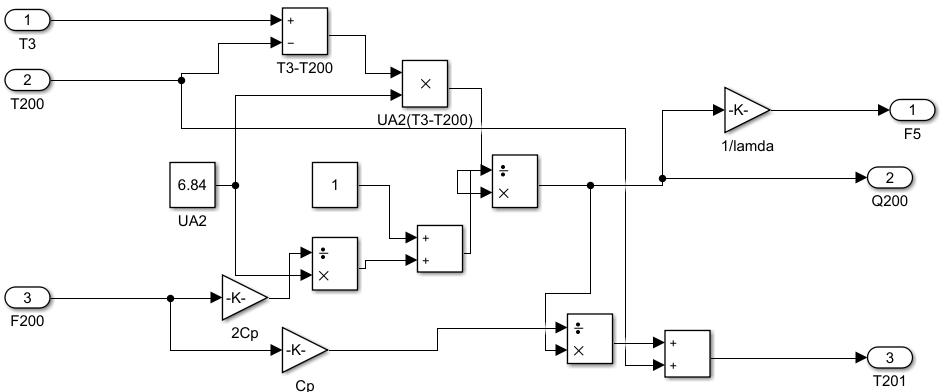 1
T3
+
−
T3-T200
2
T200
×
UA2(T3-T200)
-K-
1/lamda
1
F5
6.84
UA2
1
÷
×
2
Q200
+
+
÷
×
3
F200
-K-
2Cp
-K-
Cp
÷
×
+
+
3
T201